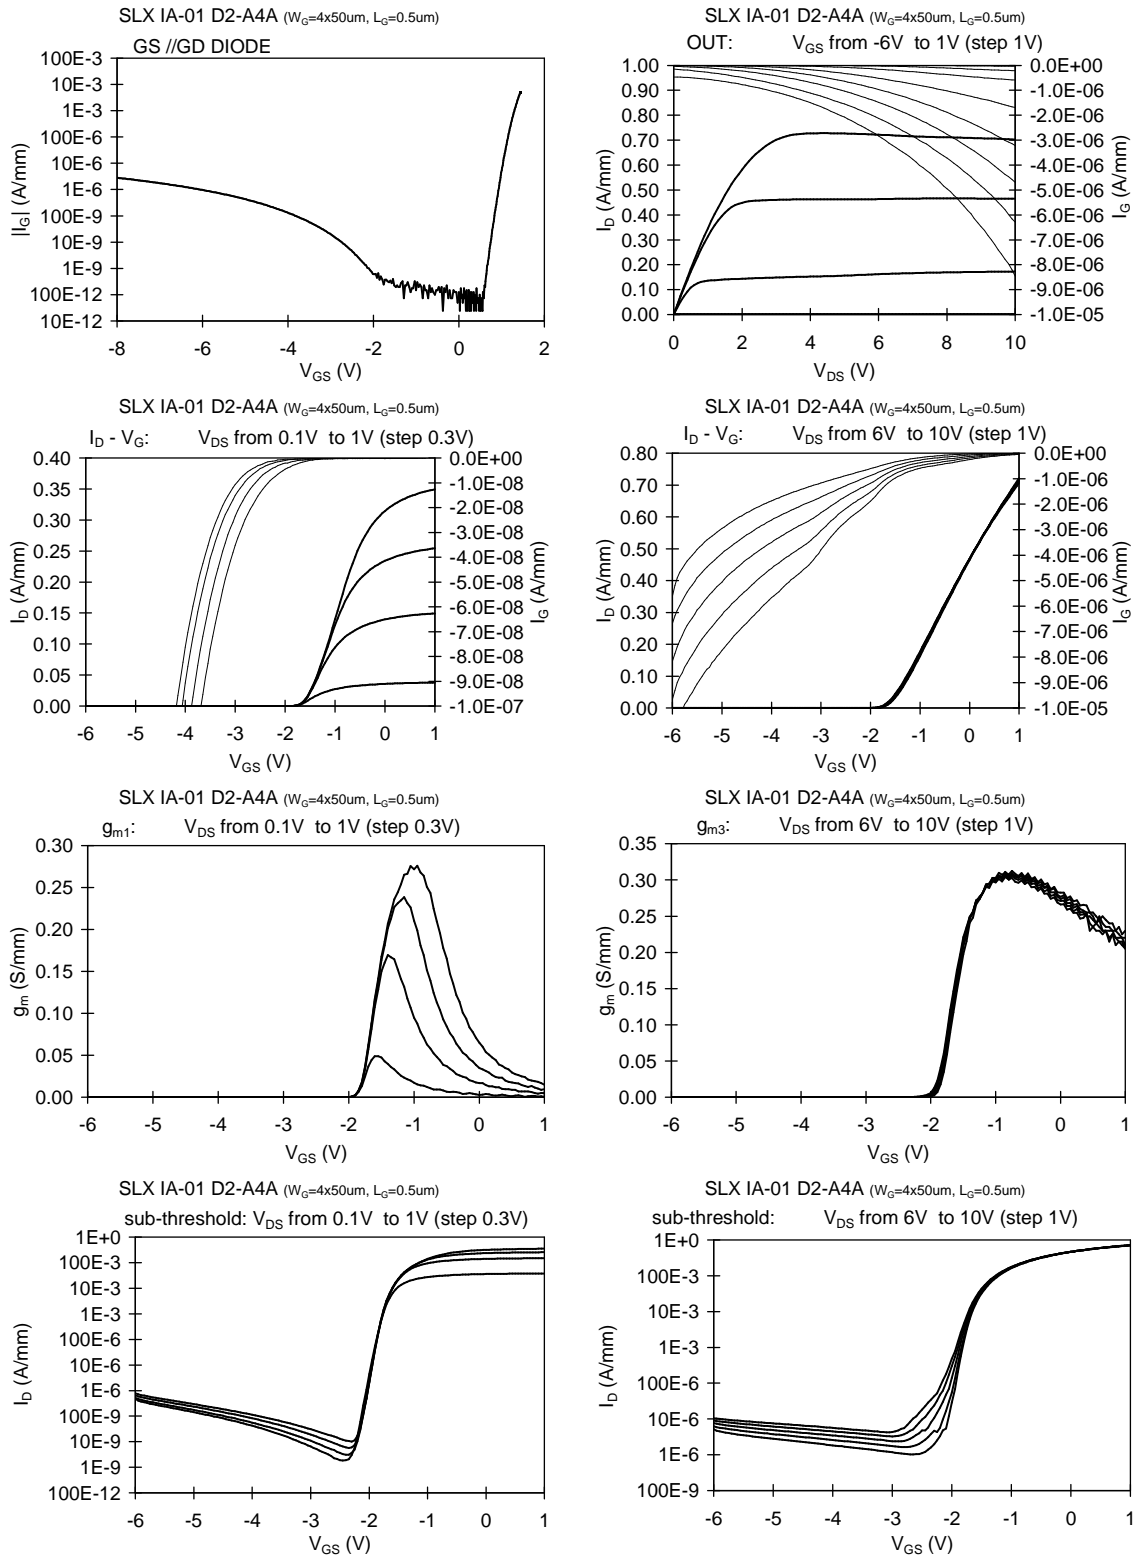 SLX IA-01 D2-A4A (WG=4x50um, LG=0.5um)
GS //GD DIODE
100E-3
10E-3
1E-3
100E-6
10E-6
1E-6
100E-9
10E-9
1E-9
100E-12
10E-12
|IG| (A/mm)
-8 -6 -4 -2 0 2
VGS (V)
SLX IA-01 D2-A4A (WG=4x50um, LG=0.5um)
OUT: VGS from -6V to 1V (step 1V)
1.00
0.90
0.80
0.70
0.60
0.50
0.40
0.30
0.20
0.10
0.00
ID (A/mm)
0.0E+00
-1.0E-06
-2.0E-06
-3.0E-06
-4.0E-06
-5.0E-06
-6.0E-06
-7.0E-06
-8.0E-06
-9.0E-06
-1.0E-05
IG (A/mm)
0 2 4 6 8 10
VDS (V)
SLX IA-01 D2-A4A (WG=4x50um, LG=0.5um)
ID - VG: VDS from 0.1V to 1V (step 0.3V)
0.40
0.35
0.30
0.25
0.20
0.15
0.10
0.05
0.00
ID (A/mm)
0.0E+00
-1.0E-08
-2.0E-08
-3.0E-08
-4.0E-08
-5.0E-08
-6.0E-08
-7.0E-08
-8.0E-08
-9.0E-08
-1.0E-07
IG (A/mm)
-6 -5 -4 -3 -2 -1 0 1
VGS (V)
SLX IA-01 D2-A4A (WG=4x50um, LG=0.5um)
ID - VG: VDS from 6V to 10V (step 1V)
0.80
0.70
0.60
0.50
0.40
0.30
0.20
0.10
0.00
ID (A/mm)
0.0E+00
-1.0E-06
-2.0E-06
-3.0E-06
-4.0E-06
-5.0E-06
-6.0E-06
-7.0E-06
-8.0E-06
-9.0E-06
-1.0E-05
IG (A/mm)
-6 -5 -4 -3 -2 -1 0 1
VGS (V)
SLX IA-01 D2-A4A (WG=4x50um, LG=0.5um)
gm1: VDS from 0.1V to 1V (step 0.3V)
0.30
0.25
0.20
0.15
0.10
0.05
0.00
gm (S/mm)
-6 -5 -4 -3 -2 -1 0 1
VGS (V)
SLX IA-01 D2-A4A (WG=4x50um, LG=0.5um)
gm3: VDS from 6V to 10V (step 1V)
0.35
0.30
0.25
0.20
0.15
0.10
0.05
0.00
gm (S/mm)
-6 -5 -4 -3 -2 -1 0 1
VGS (V)
SLX IA-01 D2-A4A (WG=4x50um, LG=0.5um)
sub-threshold: VDS from 0.1V to 1V (step 0.3V)
1E+0
100E-3
10E-3
1E-3
100E-6
10E-6
1E-6
100E-9
10E-9
1E-9
100E-12
ID (A/mm)
-6 -5 -4 -3 -2 -1 0 1
VGS (V)
SLX IA-01 D2-A4A (WG=4x50um, LG=0.5um)
sub-threshold: VDS from 6V to 10V (step 1V)
1E+0
100E-3
10E-3
1E-3
100E-6
10E-6
1E-6
100E-9
ID (A/mm)
-6 -5 -4 -3 -2 -1 0 1
VGS (V)